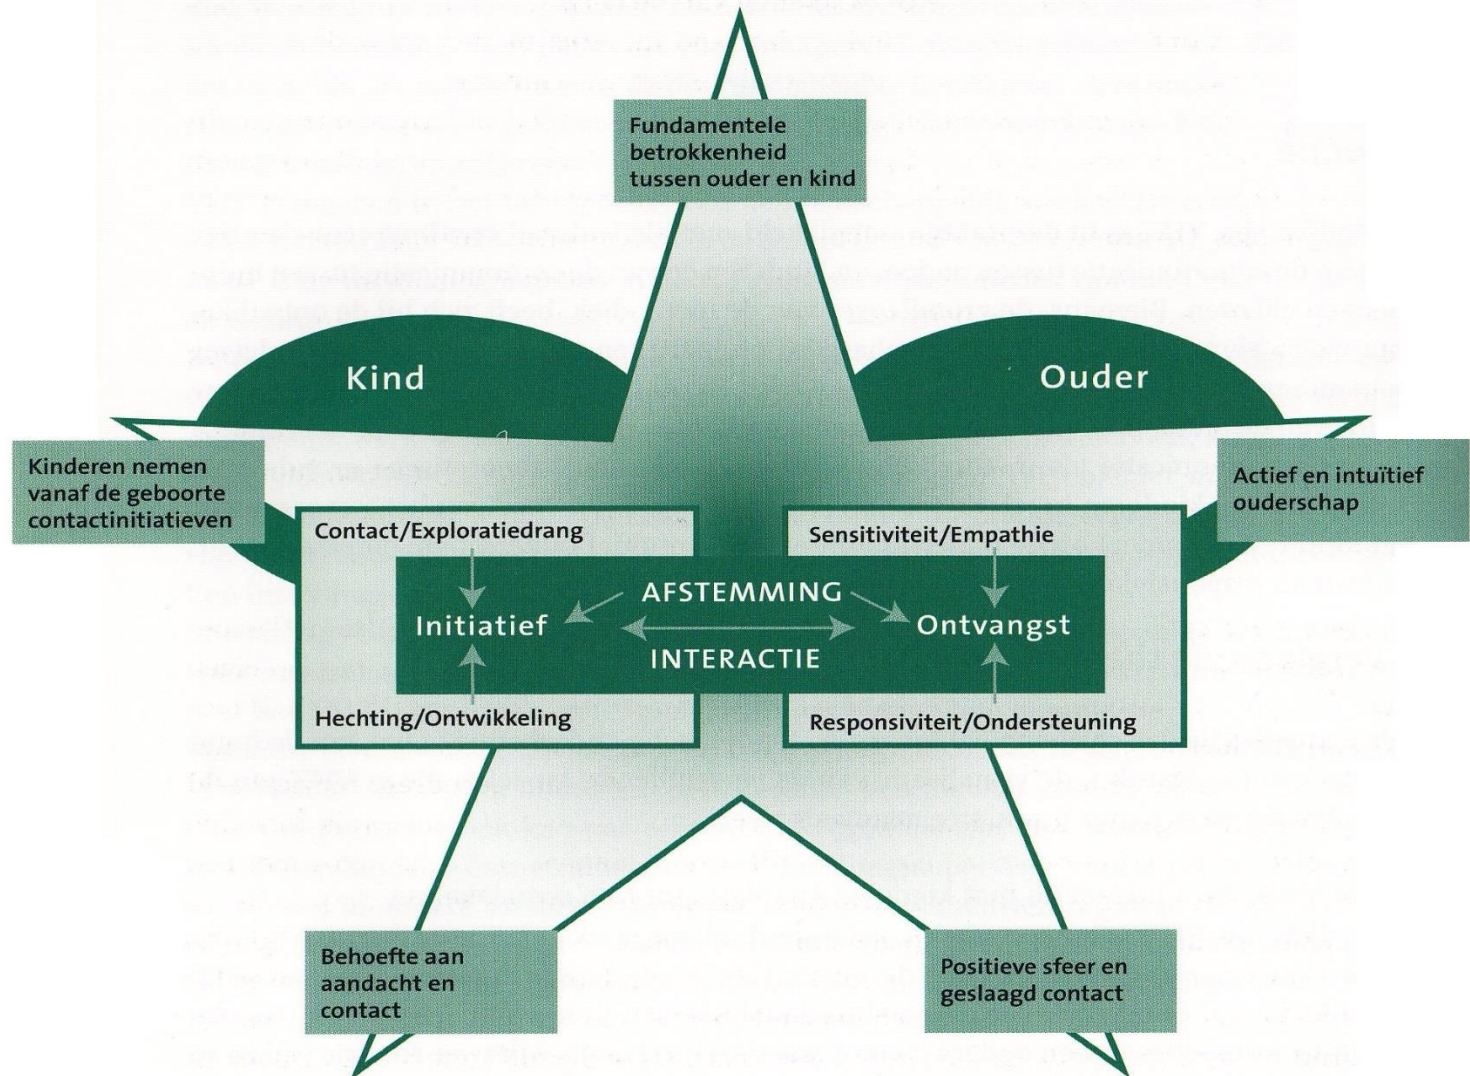 Fundamentele
betrokkenheid
tussen ouder en kind
Kind
Ouder
Kinderen nemen
vanaf de geboorte
contactinitiatieven
Actief en intuïtief
ouderschap
Contact/Exploratiedrang
Sensitiviteit/Empathie
AFSTEMMING
Initiatief
Ontvangst
INTERACTIE
Hechting/Ontwikkeling
Responsiviteit/Ondersteuning
Behoefte aan
aandacht en
contact
Positieve sfeer en
geslaagd contact